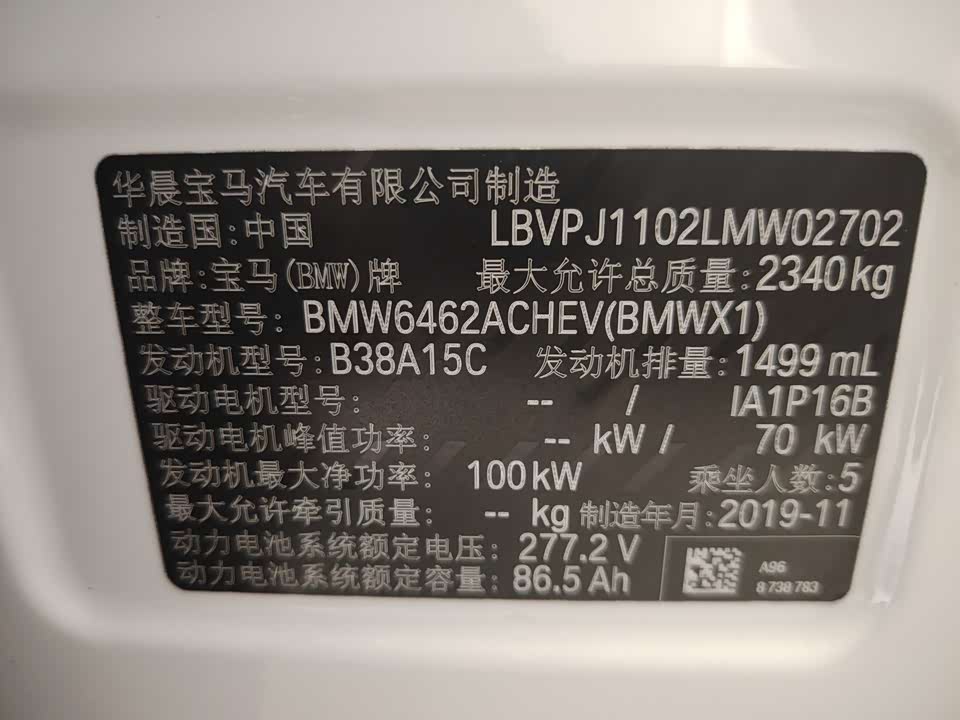 华晨宝马汽车有限公司制造
制造国:中国 LBVPJ1102LMW02702
品牌:宝马(BMW)牌 最大允许总质量:2340kg
整车型号:BMW6462ACHEV(BMWX1)
发动机型号:B38A15C 发动机排量:1499 mL
驱动电机型号: -- / IA1P16B
驱动电机峰值功率: -- kW / 70 kW
发动机最大净功率: 100kW 乘坐人数:5
最大允许牵引质量: -- kg 制造年月:2019-11
动力电池系统额定电压: 277.2 V
动力电池系统额定容量: 86.5 Ah
A96
8 738 783